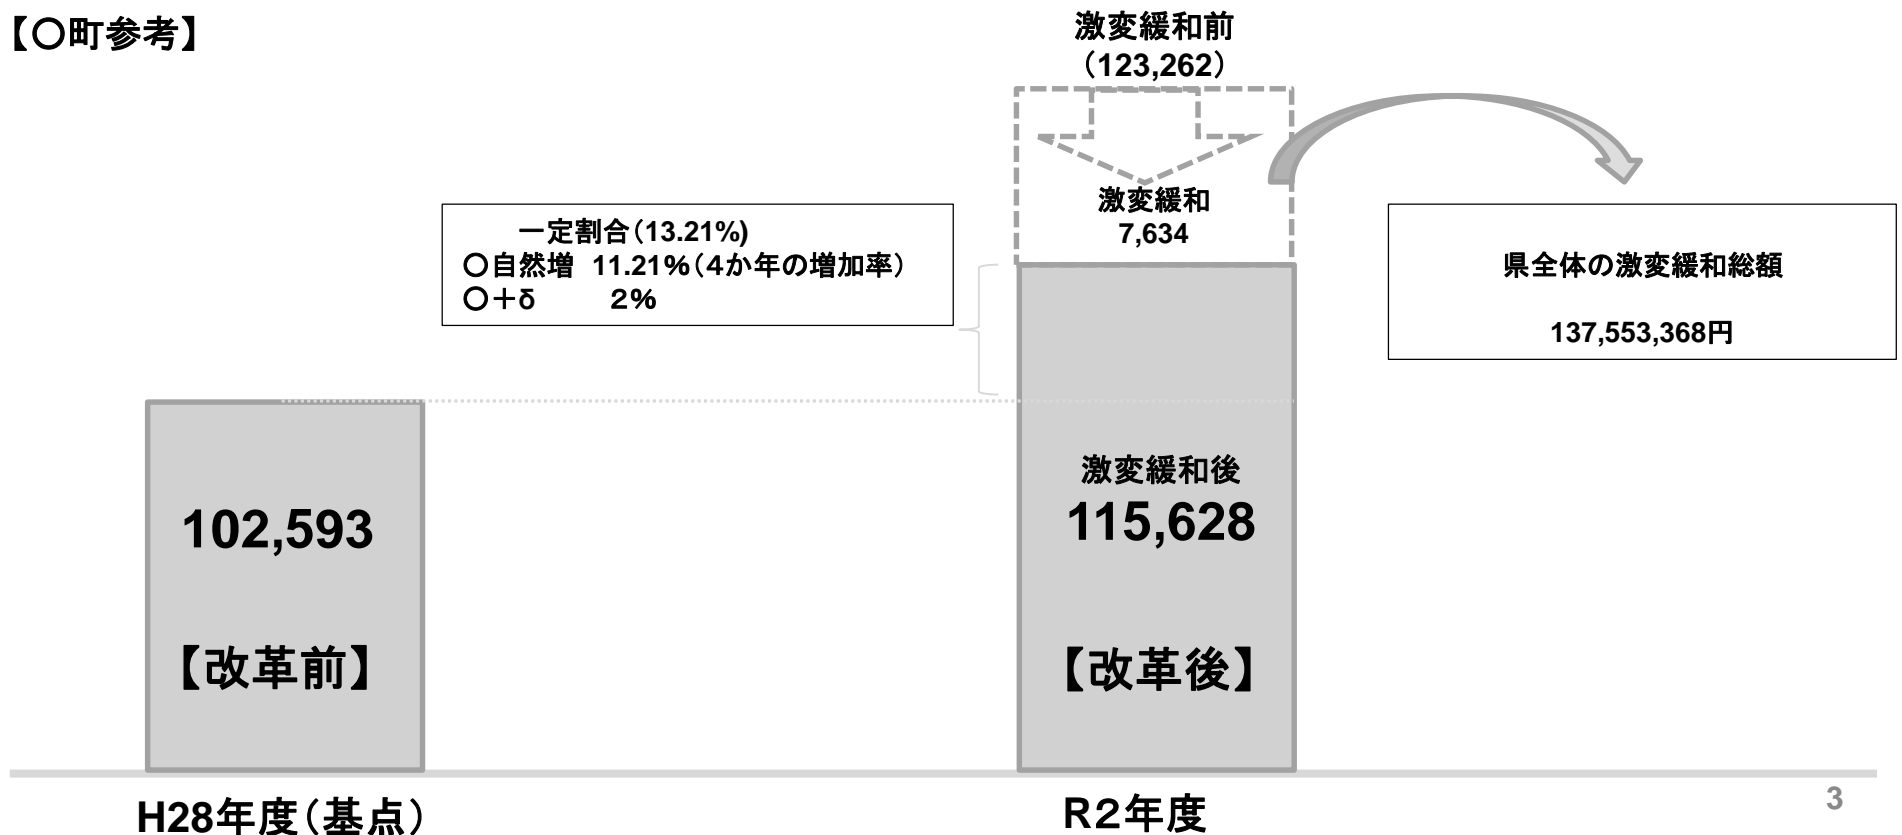 【〇町参考】
激変緩和前
（123,262）
激変緩和
7,634
一定割合（13.21%)
〇自然増 11.21%（４か年の増加率）
〇＋δ ２%
県全体の激変緩和総額
137,553,368円
102,593
【改革前】
激変緩和後
115,628
【改革後】
H28年度（基点）
R２年度
3